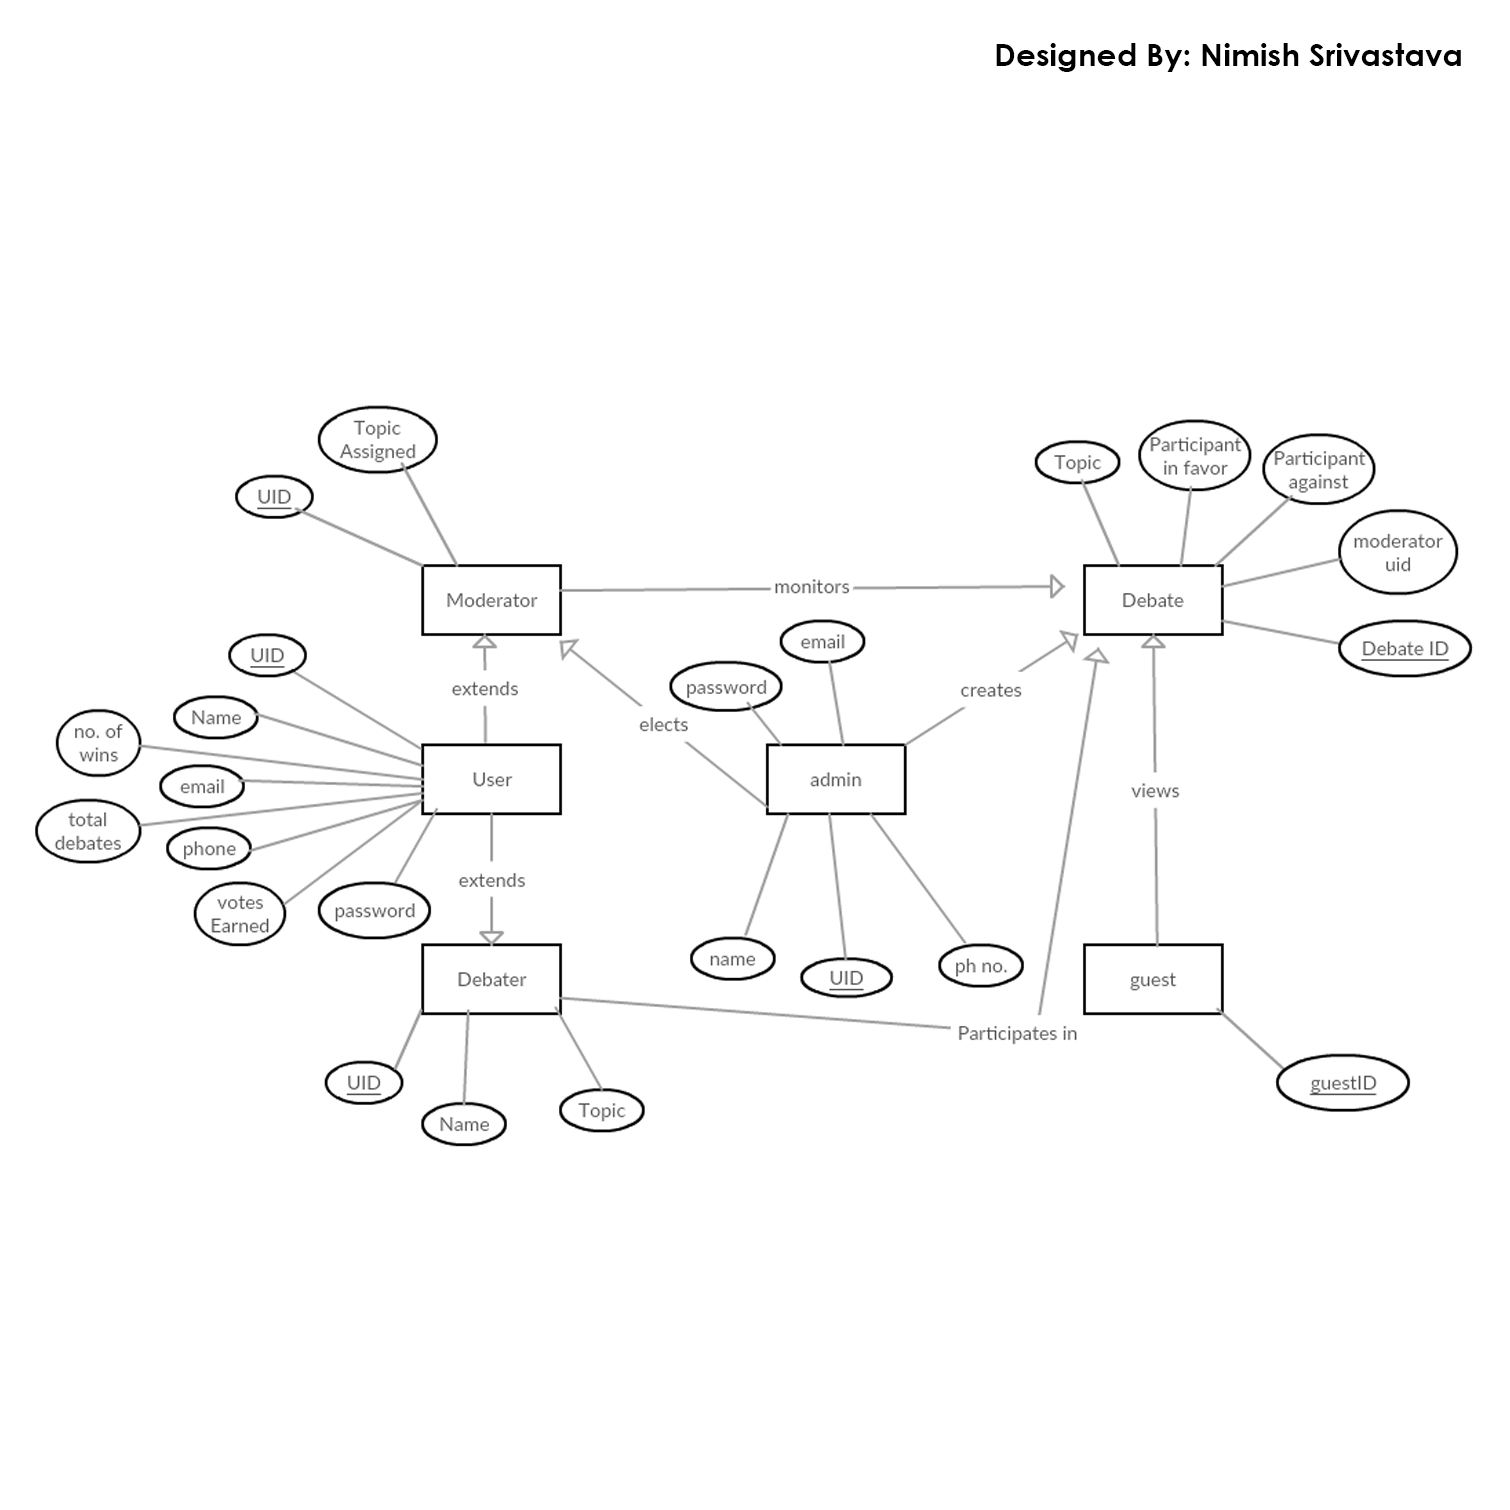 Designed By: Nimish Srivastava
Topic
Assigned
UID
Topic
Participant
in favor
Participant
against
moderator
uid
Debate ID
Moderator
monitors
Debate
email
UID
password
extends
creates
elects
Name
no. of
wins
email
User
admin
views
total
debates
phone
extends
votes
Earned
password
name
UID
ph no.
Debater
guest
Participates in
UID
Name
Topic
guestID